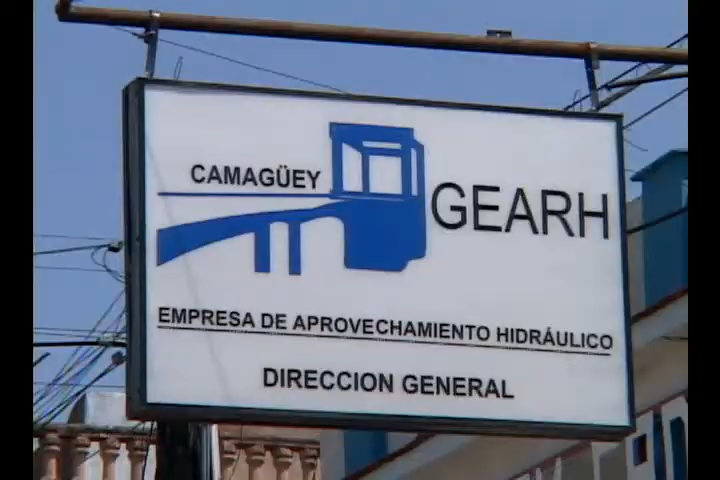 CAMAGÜEY
GEARH
EMPRESA DE APROVECHAMIENTO HIDRÁULICO
DIRECCION GENERAL